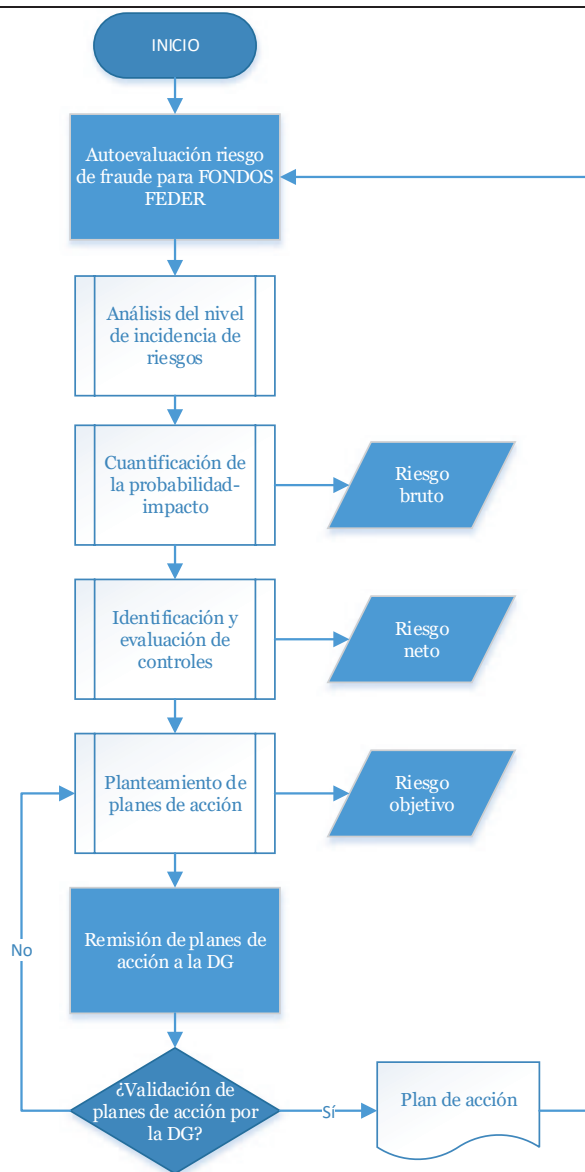 INICIO
Autoevaluación riesgo
de fraude para FONDOS
FEDER
Análisis del nivel
de incidencia de
riesgos
Cuantificación de
la probabilidad-
impacto
Riesgo
bruto
Identificación y
evaluación de
controles
Riesgo
neto
Planteamiento de
planes de acción
Riesgo
objetivo
Remisión de planes de
acción a la DG
No
¿Validación de
planes de acción por
la DG?
Sí
Plan de acción